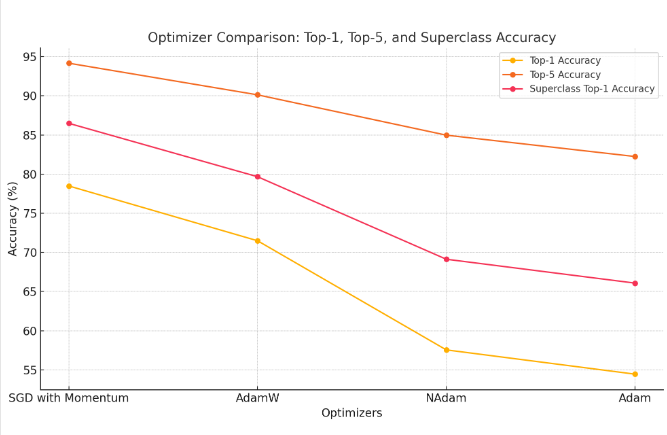 Optimizer Comparison: Top-1, Top-5, and Superclass Accuracy
Top-1 Accuracy
Top-5 Accuracy
Superclass Top-1 Accuracy
Accuracy (%)
95
90
85
80
75
70
65
60
55
SGD with Momentum AdamW NAdam Adam
Optimizers